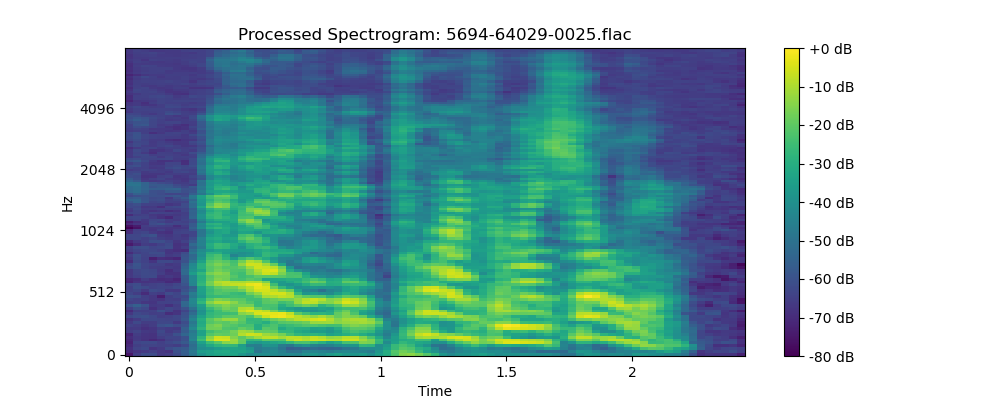 Processed Spectrogram: 5694-64029-0025.flac
Hz
4096
2048
1024
512
0
0
0.5
1
1.5
2
Time
+0 dB
-10 dB
-20 dB
-30 dB
-40 dB
-50 dB
-60 dB
-70 dB
-80 dB